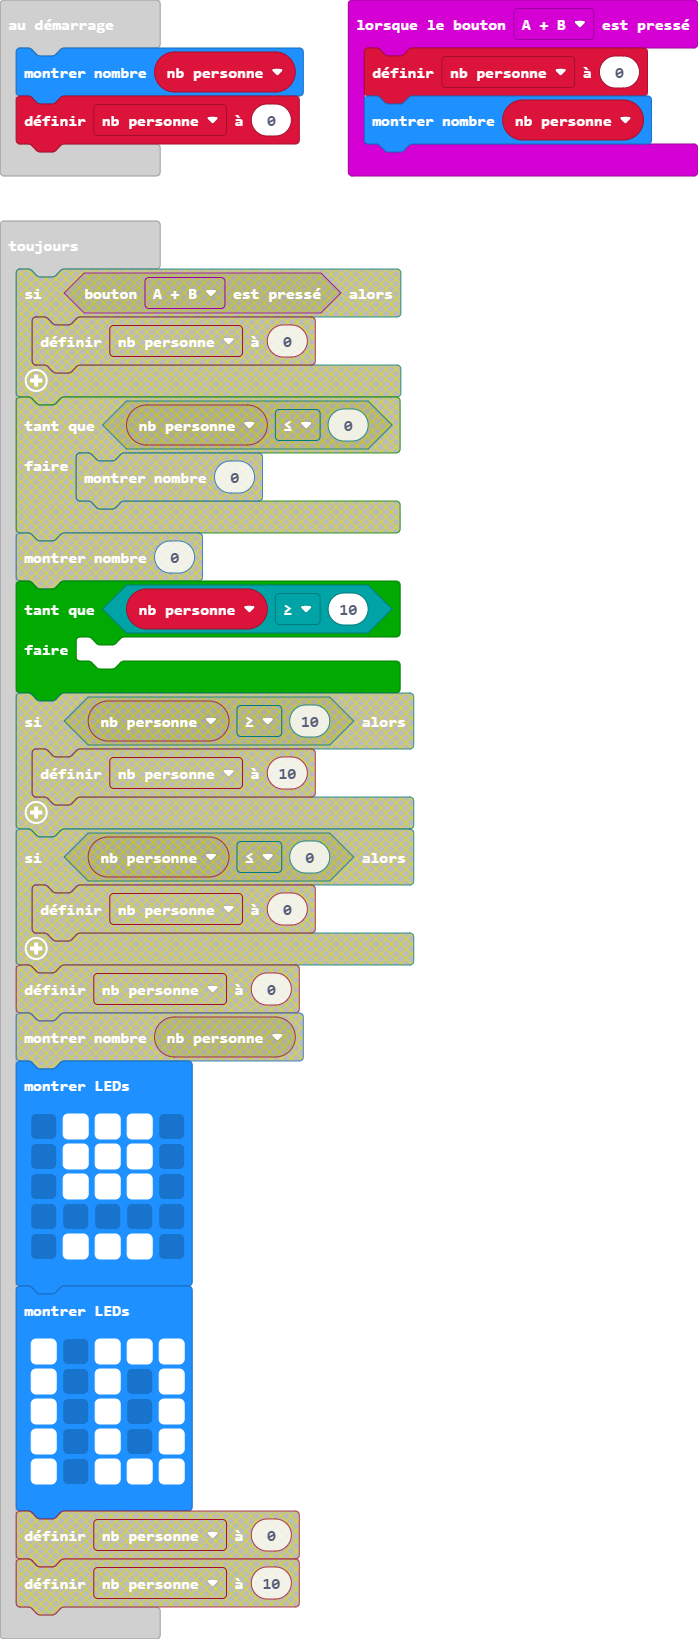 au démarrage
montrer nombre nb personne
définir nb personne à 0
lorsque le bouton A + B est pressé
définir nb personne à 0
montrer nombre nb personne
toujours
si bouton A + B est pressé alors
définir nb personne à 0
tant que nb personne ≤ 0
faire montrer nombre 0
montrer nombre 0
tant que nb personne ≥ 10
faire
si nb personne ≥ 10 alors
définir nb personne à 10
si nb personne ≤ 0 alors
définir nb personne à 0
définir nb personne à 0
montrer nombre nb personne
montrer LEDs
montrer LEDs
définir nb personne à 0
définir nb personne à 10